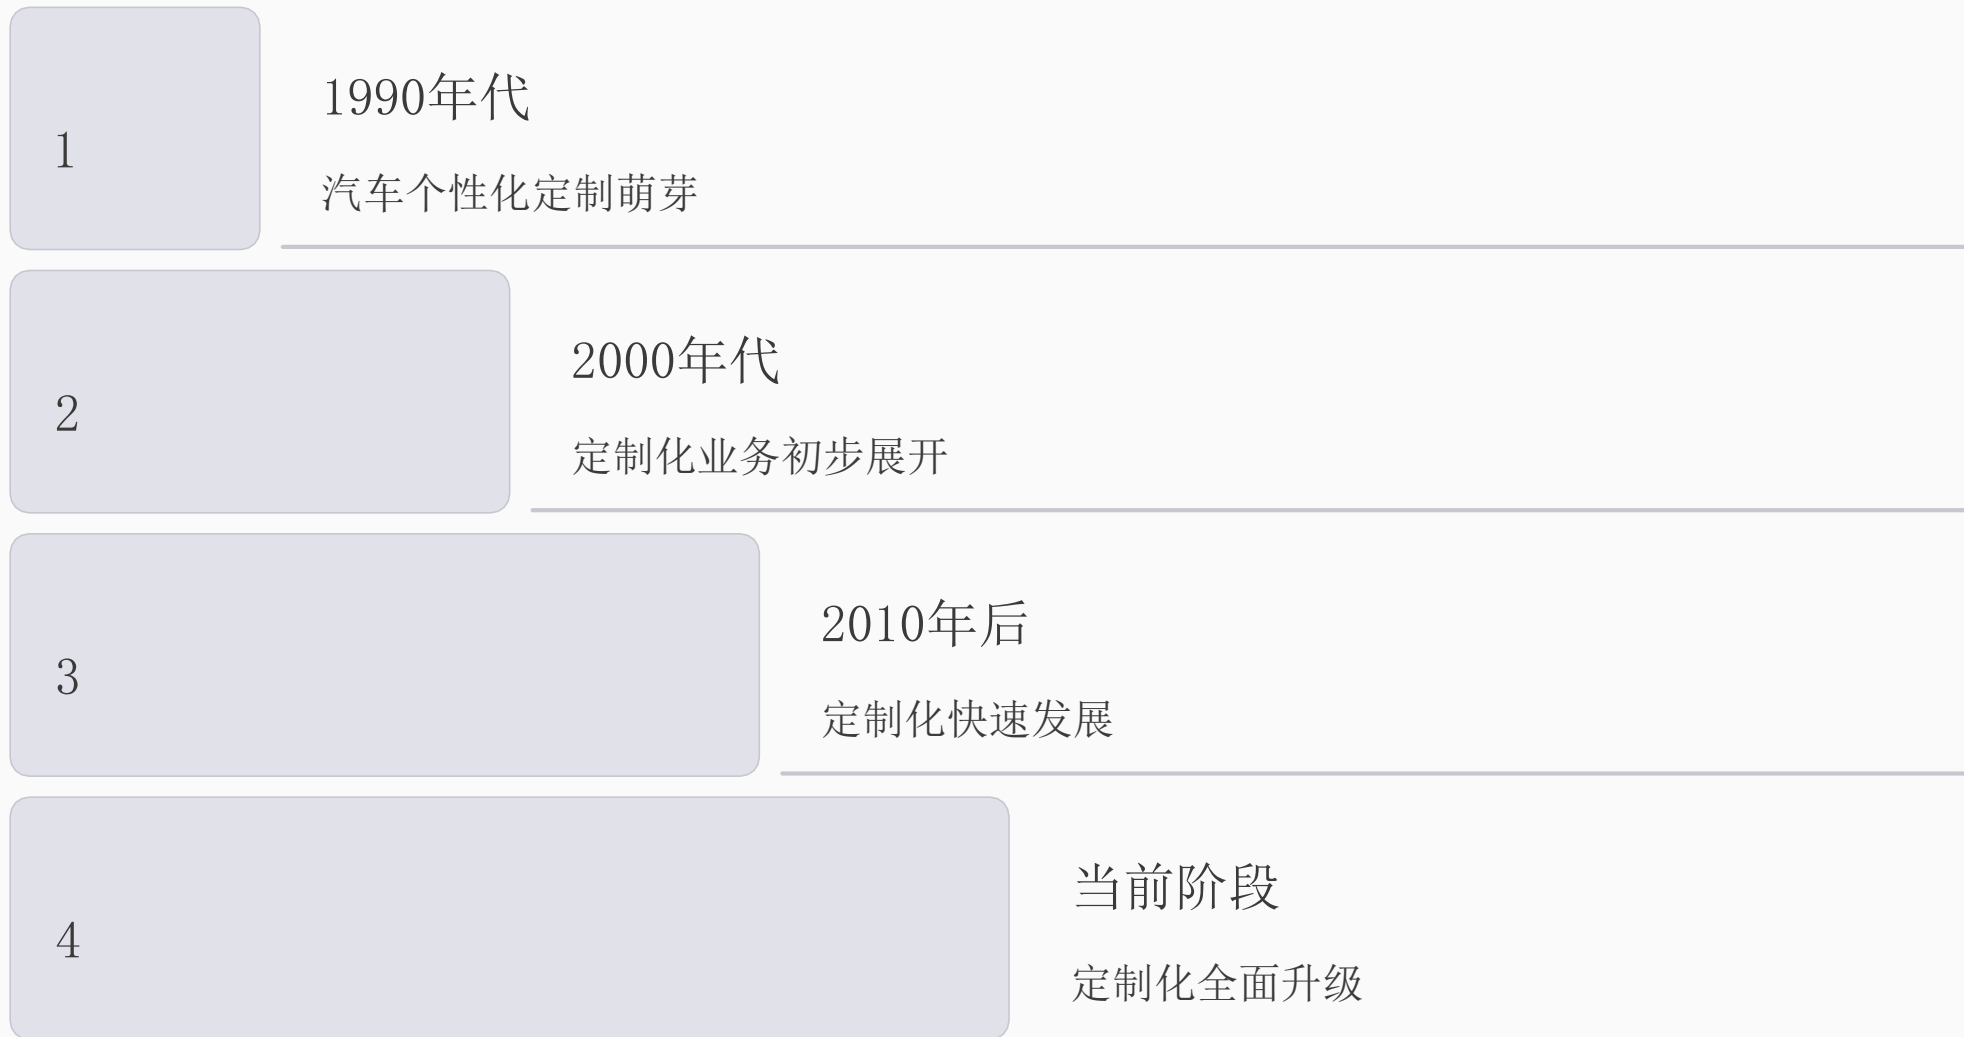 1
1990年代
汽车个性化定制萌芽
2
2000年代
定制化业务初步展开
3
2010年后
定制化快速发展
4
当前阶段
定制化全面升级